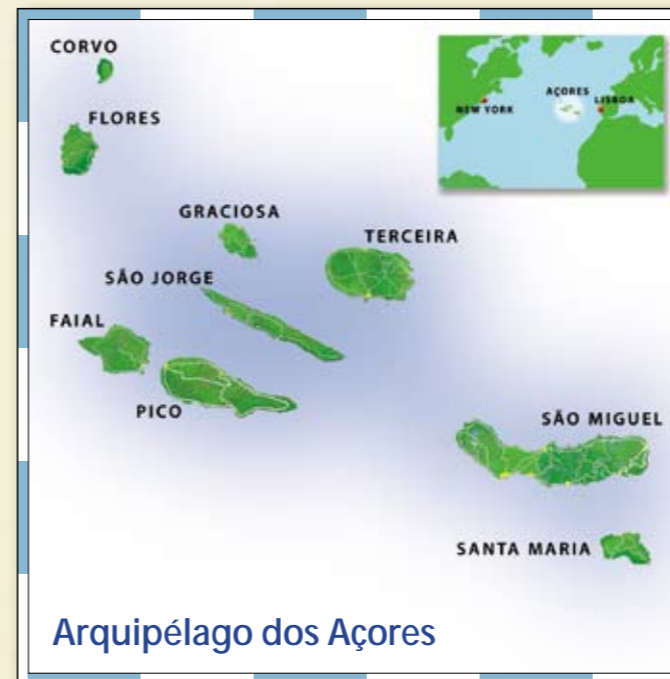 CORVO
FLORES
GRACIOSA
TERCEIRA
SÃO JORGE
FAIAL
PICO
SÃO MIGUEL
SANTA MARIA
AÇORES
NEW YORK
LISBOA
Arquipélago dos Açores